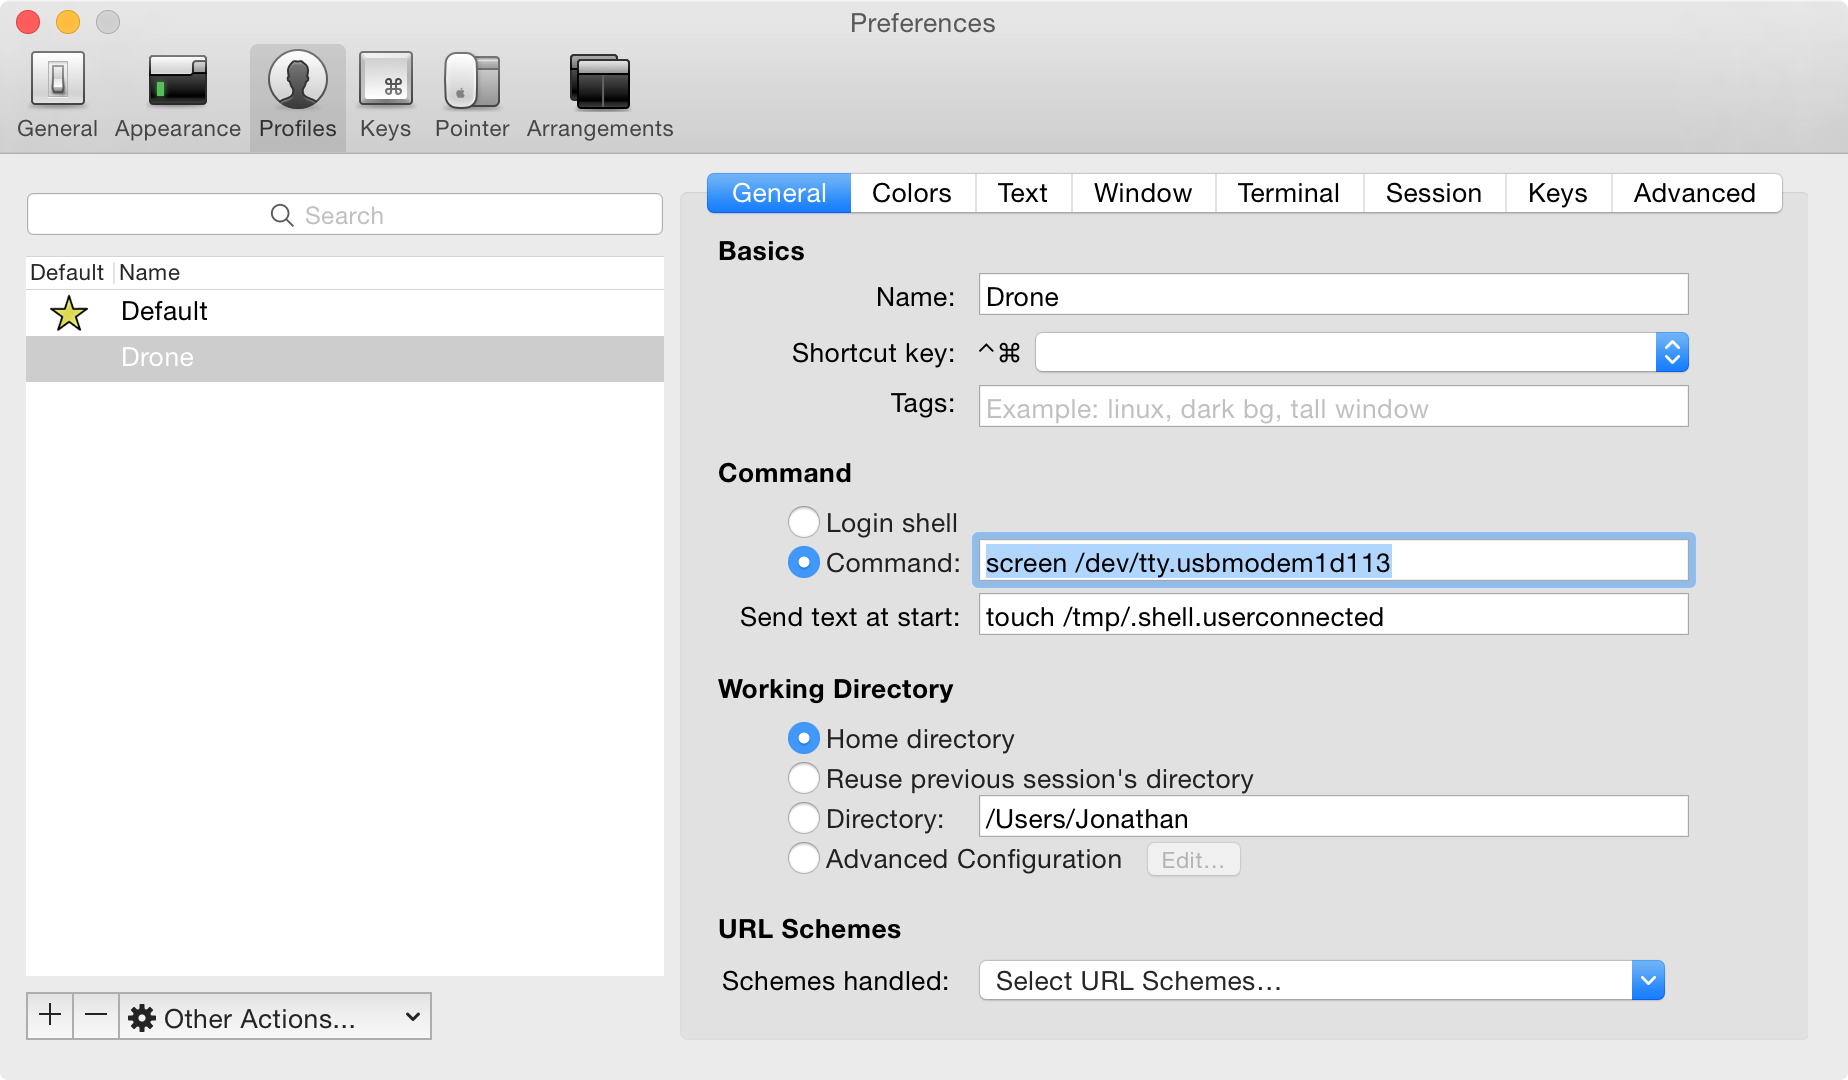 Preferences
General Appearance Profiles Keys Pointer Arrangements
Search
Default Name
Default
Drone
Other Actions...
General Colors Text Window Terminal Session Keys Advanced
Basics
Name: Drone
Shortcut key: ^⌘
Tags: Example: linux, dark bg, tall window
Command
Login shell
Command: screen /dev/tty.usbmodem1d113
Send text at start: touch /tmp/.shell.userconnected
Working Directory
Home directory
Reuse previous session's directory
Directory: /Users/Jonathan
Advanced Configuration Edit...
URL Schemes
Schemes handled: Select URL Schemes...